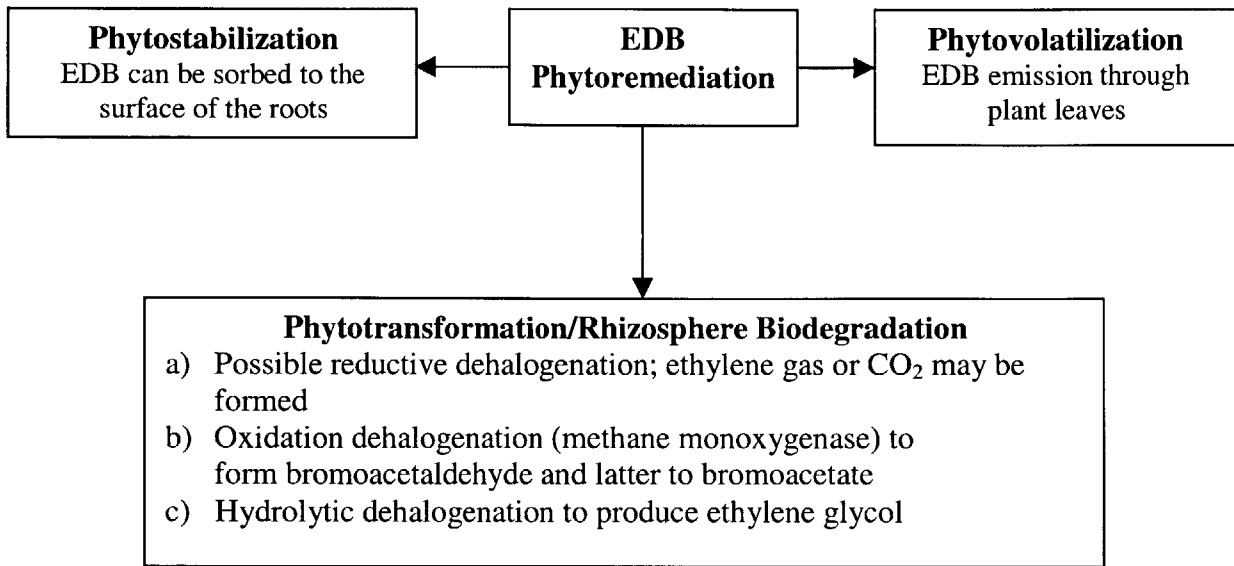 Phytostabilization
EDB can be sorbed to the
surface of the roots
EDB
Phytoremediation
Phytovolatilization
EDB emission through
plant leaves
Phytotransformation/Rhizosphere Biodegradation
a) Possible reductive dehalogenation; ethylene gas or CO₂ may be
formed
b) Oxidation dehalogenation (methane monoxygenase) to
form bromoacetaldehyde and latter to bromoacetate
c) Hydrolytic dehalogenation to produce ethylene glycol